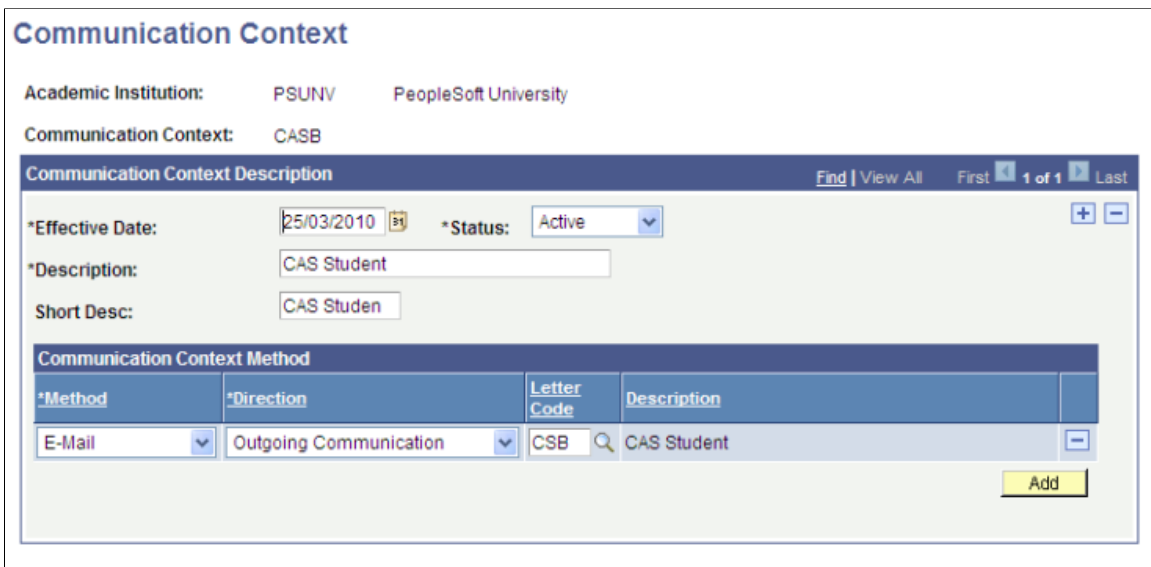 Communication Context
Academic Institution: PSUNV PeopleSoft University
Communication Context: CASB
Communication Context Description Find | View All First 1 of 1 Last
*Effective Date: 25/03/2010 31 *Status: Active
*Description: CAS Student
Short Desc: CAS Studen
Communication Context Method
*Method *Direction Letter Code Description
E-Mail Outgoing Communication CSB CAS Student
Add